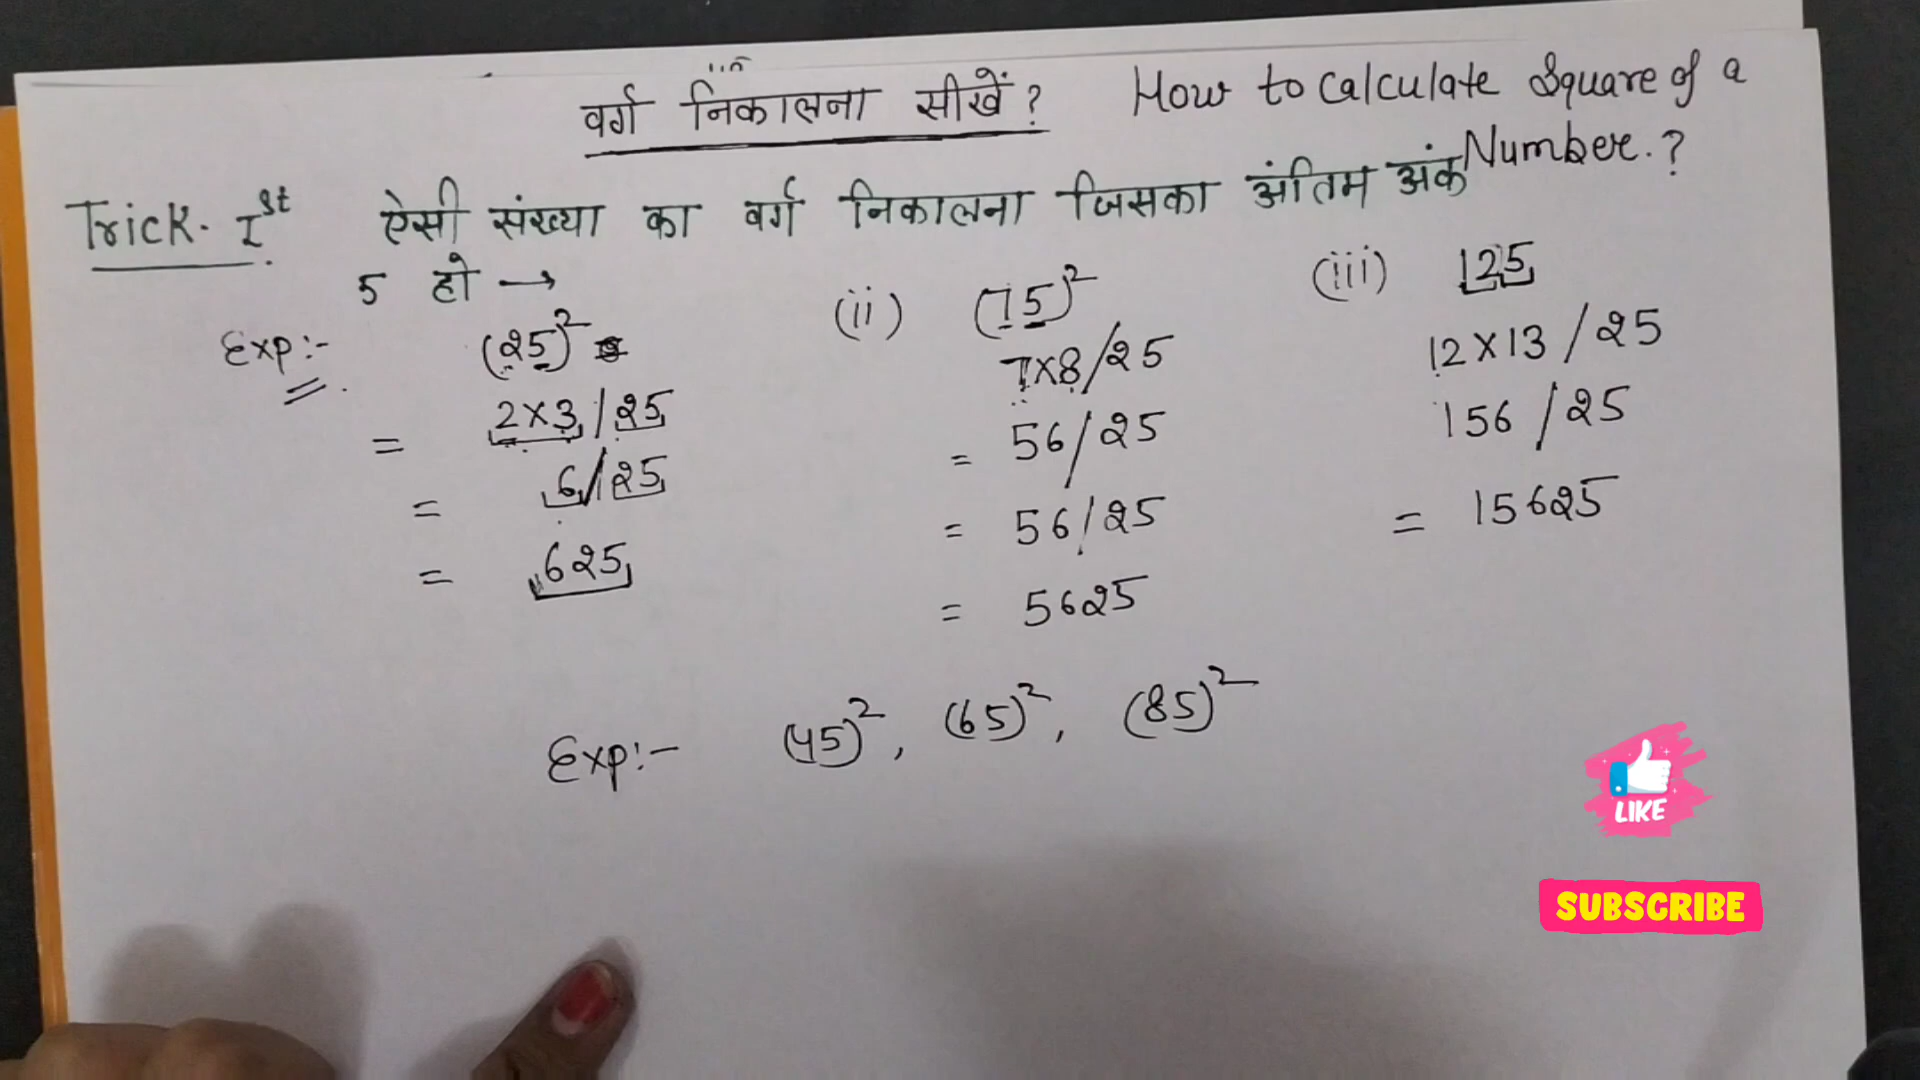 वर्ग निकालना सीखें? How to Calculate Square of a
Number.?
Trick. Ist ऐसी संख्या का वर्ग निकालना जिसका अंतिम अंक
5 हो →
Exp:- (25)²
= 2×3/25
= 6/25
= 625
(ii) (75)²
7×8/25
= 56/25
= 56/25
= 5625
(iii) 125
12×13/25
156/25
= 15625
Exp:- (45)², (65)², (85)²
LIKE
SUBSCRIBE